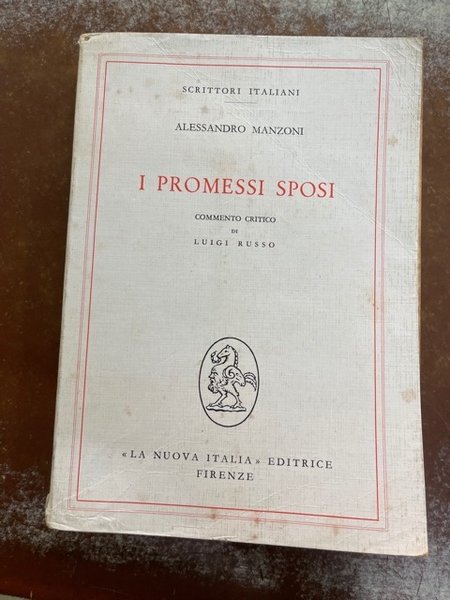 SCRITTORI ITALIANI
ALESSANDRO MANZONI
I PROMESSI SPOSI
COMMENTO CRITICO
DI
LUIGI RUSSO
«LA NUOVA ITALIA» EDITRICE
FIRENZE